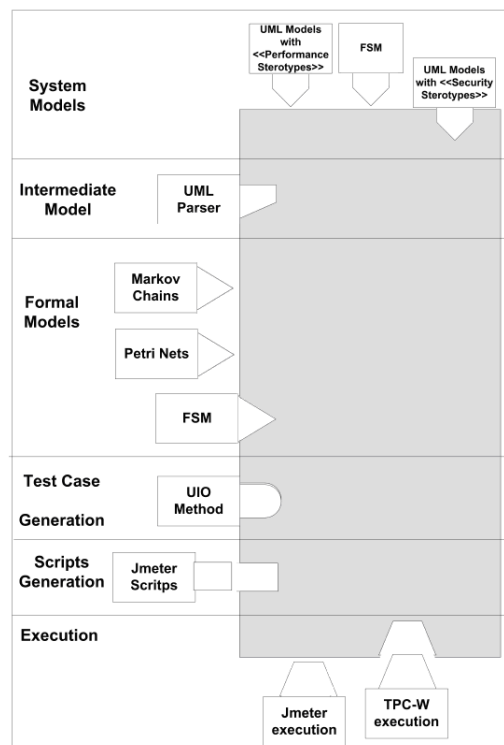 UML Models
with
<<Performance
Sterotypes>>
FSM
UML Models
with <<Security
Sterotypes>>
System
Models
Intermediate
Model
UML
Parser
Formal
Models
Markov
Chains
Petri Nets
FSM
Test Case
Generation
UIO
Method
Scripts
Generation
Jmeter
Scritps
Execution
Jmeter
execution
TPC-W
execution